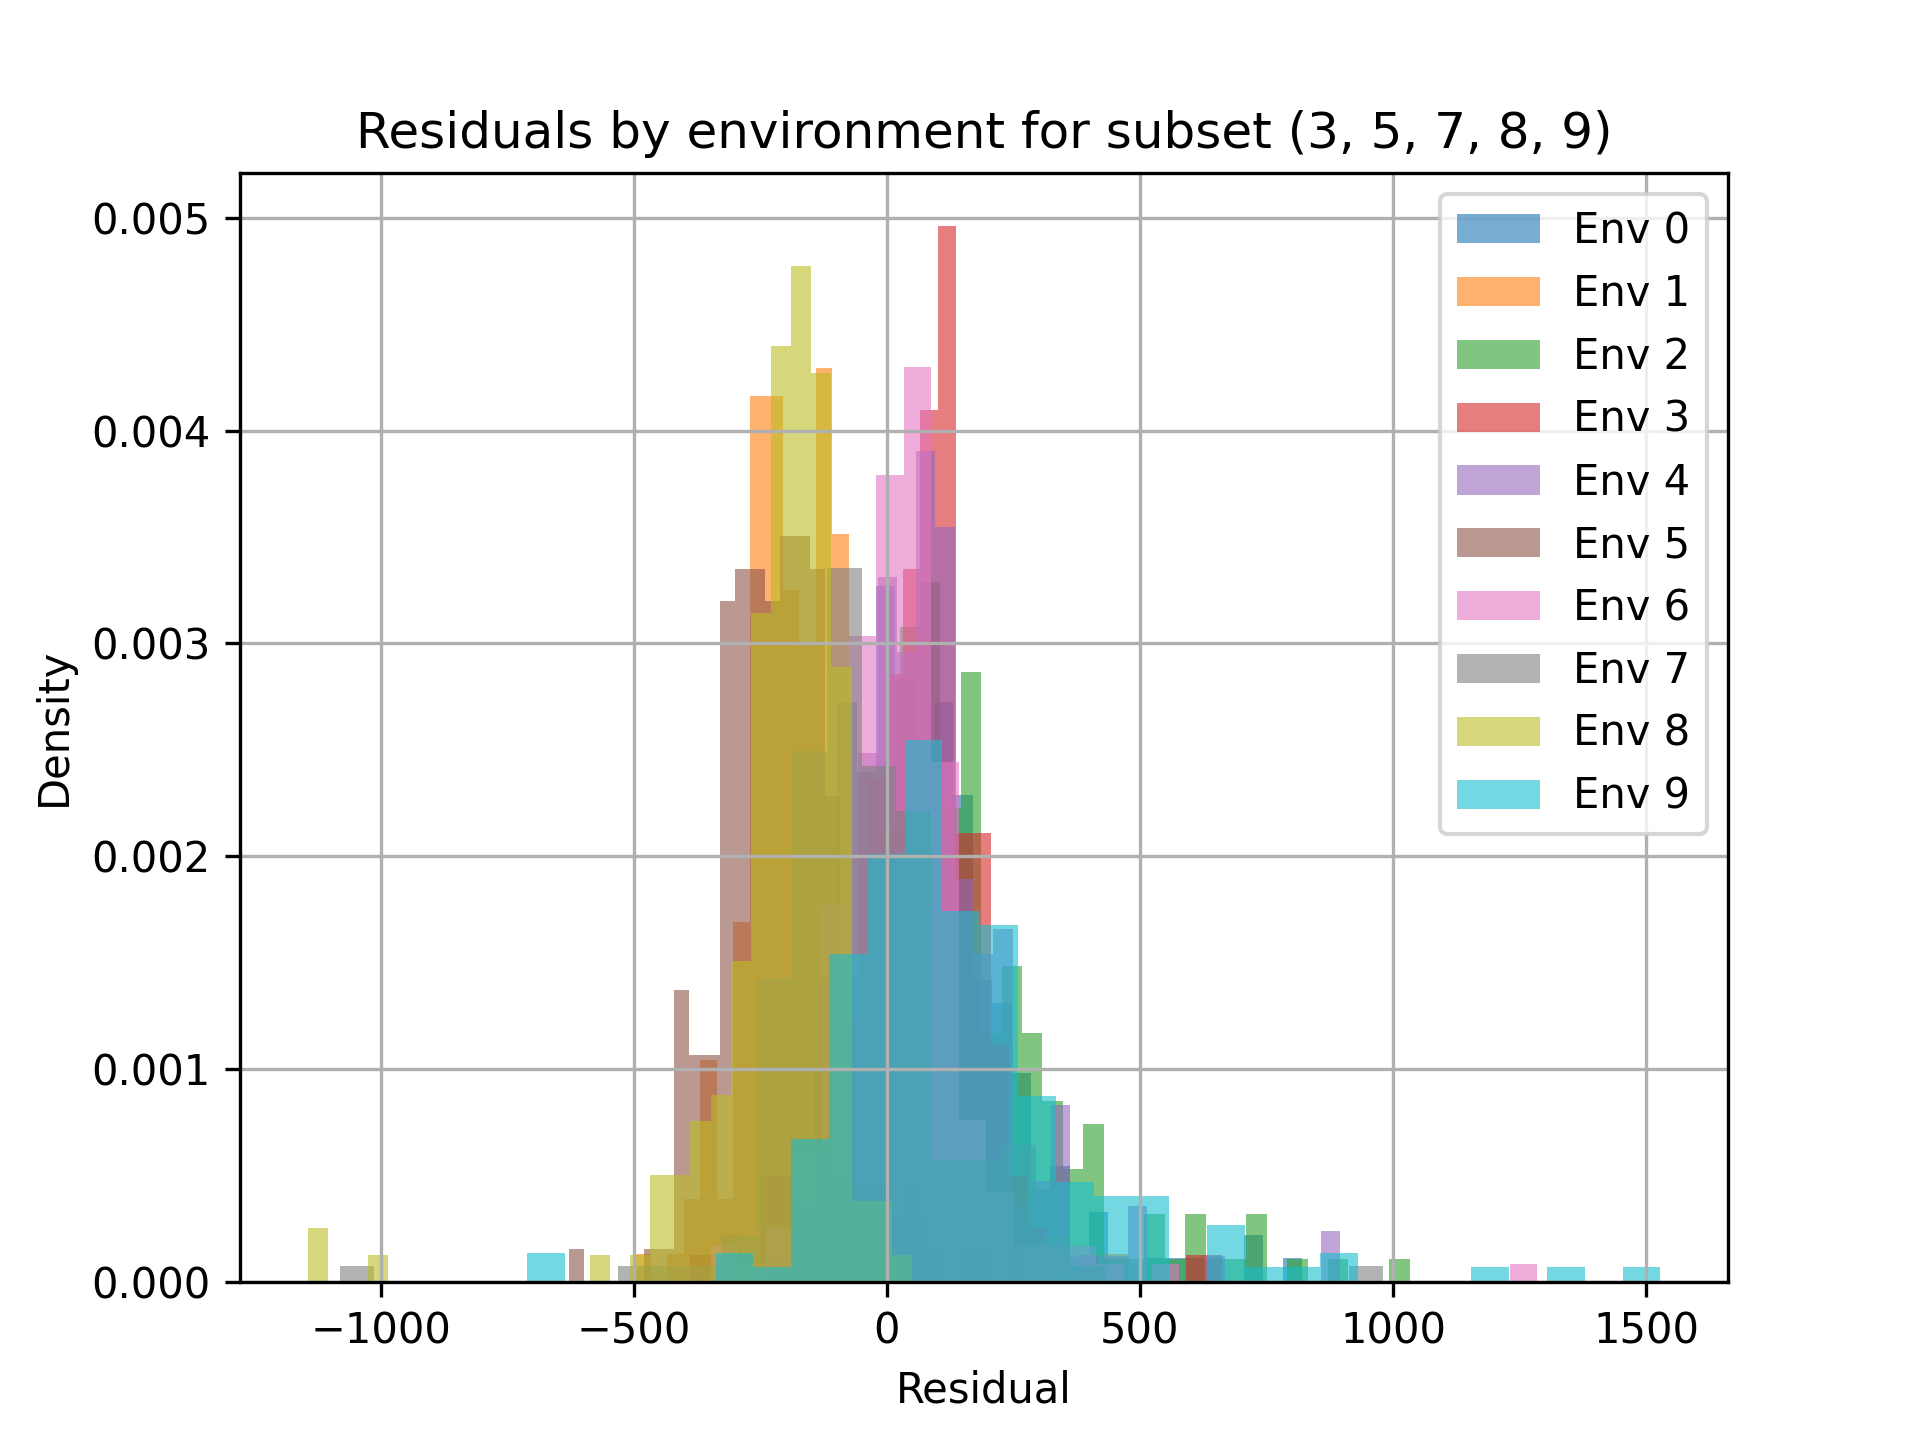 Residuals by environment for subset (3, 5, 7, 8, 9)
0.005
0.004
0.003
0.002
0.001
0.000
Density
−1000
−500
0
500
1000
1500
Residual
Env 0
Env 1
Env 2
Env 3
Env 4
Env 5
Env 6
Env 7
Env 8
Env 9